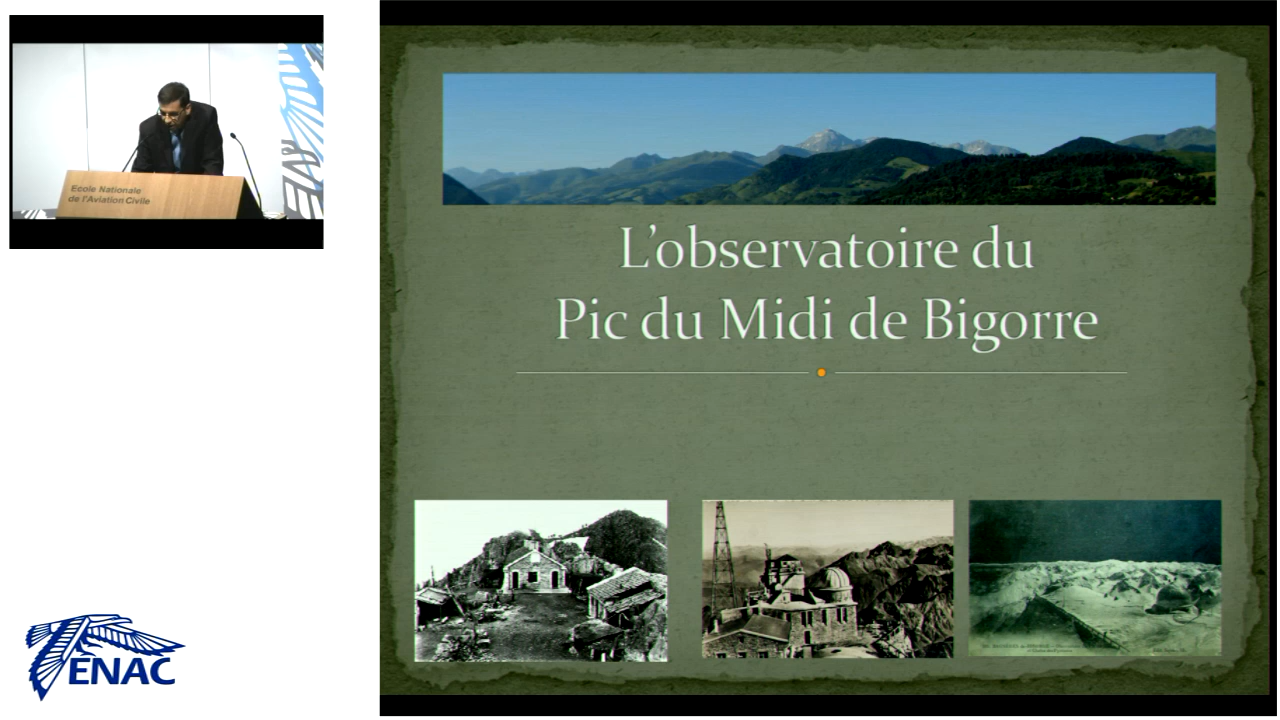 Ecole Nationale
de l'Aviation Civile
L'observatoire du
Pic du Midi de Bigorre
ENAC